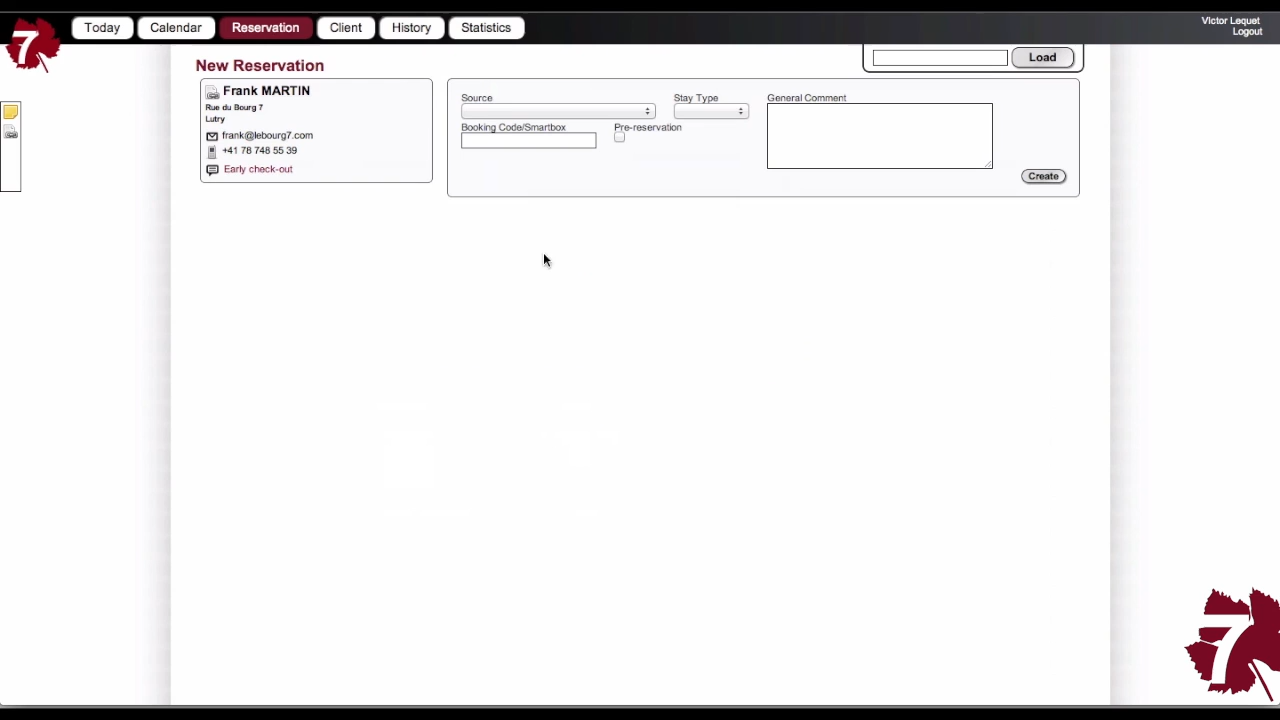 Today
Calendar
Reservation
Client
History
Statistics
Victor Lequet
Logout
7
New Reservation
Load
Frank MARTIN
Rue du Bourg 7
Lutry
frank@lebourg7.com
+41 78 748 55 39
Early check-out
Source
Stay Type
General Comment
Booking Code/Smartbox
Pre-reservation
Create
7